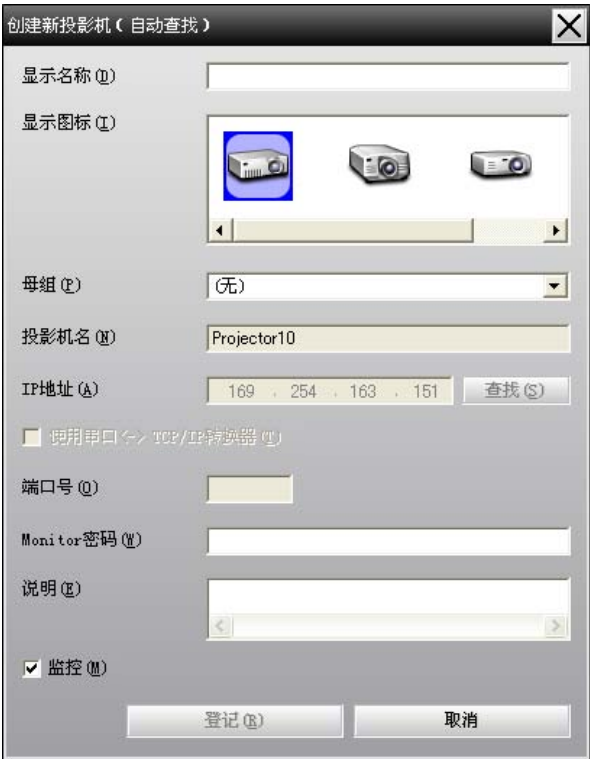 创建新投影机(自动查找)
显示名称(D)
显示图标(I)
母组(P) (无)
投影机名(N) Projector10
IP地址(A) 169 . 254 . 163 . 151 查找(S)
使用串口<-> TCP/IP转换器(T)
端口号(O)
Monitor密码(W)
说明(E)
监控(M)
登记(R) 取消